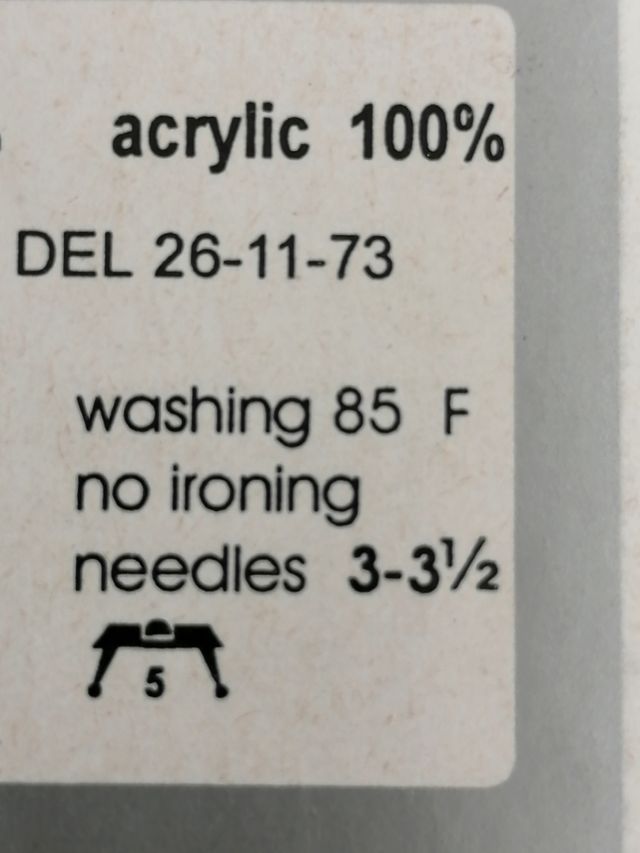 acrylic 100%
DEL 26-11-73
washing 85 F
no ironing
needles 3-3½
5